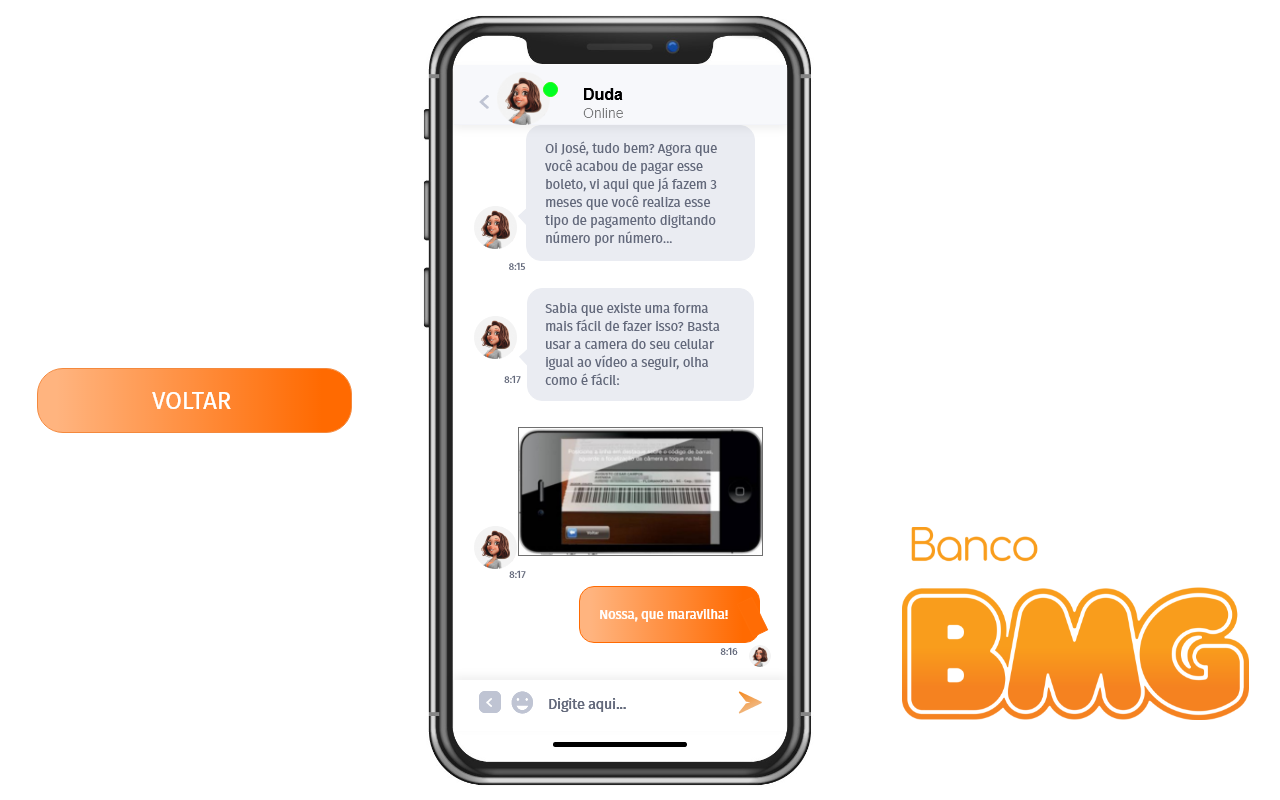 Duda
Online
Oi José, tudo bem? Agora que
você acabou de pagar esse
boleto, vi aqui que já fazem 3
meses que você realiza esse
tipo de pagamento digitando
número por número...
8:15
Sabia que existe uma forma
mais fácil de fazer isso? Basta
usar a camera do seu celular
igual ao vídeo a seguir, olha
como é fácil:
8:17
VOLTAR
Voltar
8:17
Nossa, que maravilha!
8:16
Digite aqui...
Banco
BMG